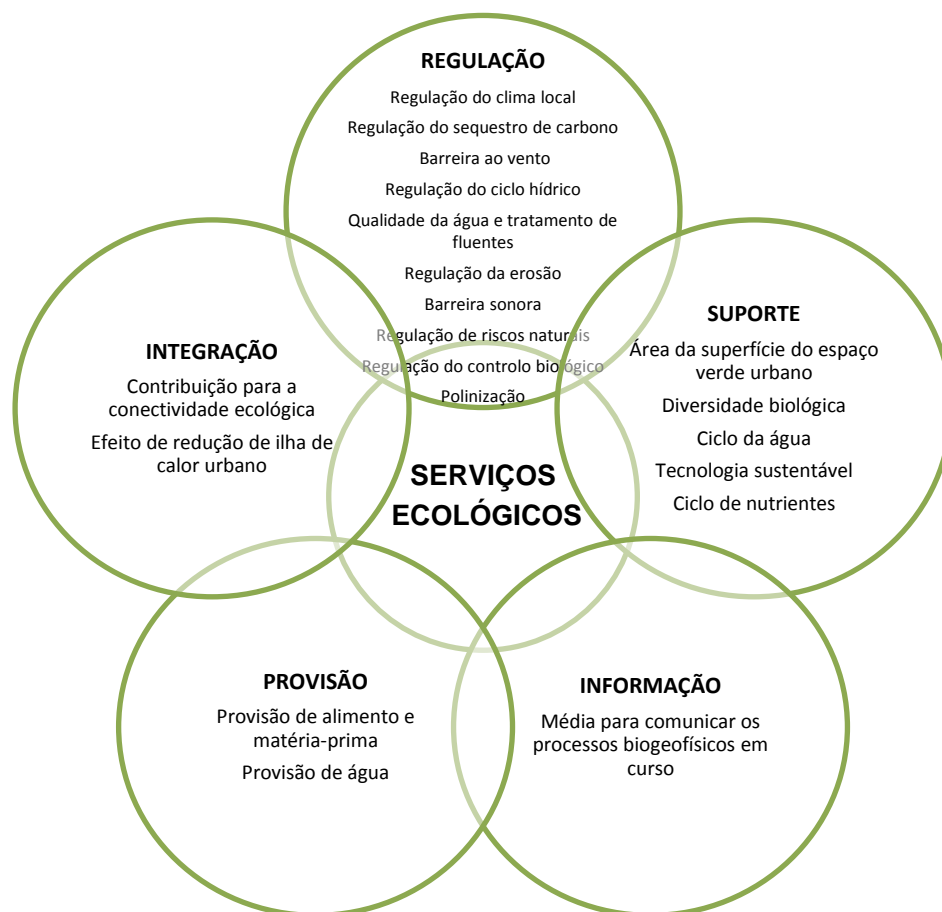 REGULAÇÃO
Regulação do clima local
Regulação do sequestro de carbono
Barreira ao vento
Regulação do ciclo hídrico
Qualidade da água e tratamento de
fluentes
Regulação da erosão
Barreira sonora
Regulação de riscos naturais
Regulação do controlo biológico
Polinização
INTEGRAÇÃO
Contribuição para a
conectividade ecológica
Efeito de redução de ilha de
calor urbano
SUPORTE
Área da superfície do espaço
verde urbano
Diversidade biológica
Ciclo da água
Tecnologia sustentável
Ciclo de nutrientes
SERVIÇOS
ECOLÓGICOS
PROVISÃO
Provisão de alimento e
matéria-prima
Provisão de água
INFORMAÇÃO
Média para comunicar os
processos biogeofísicos em
curso